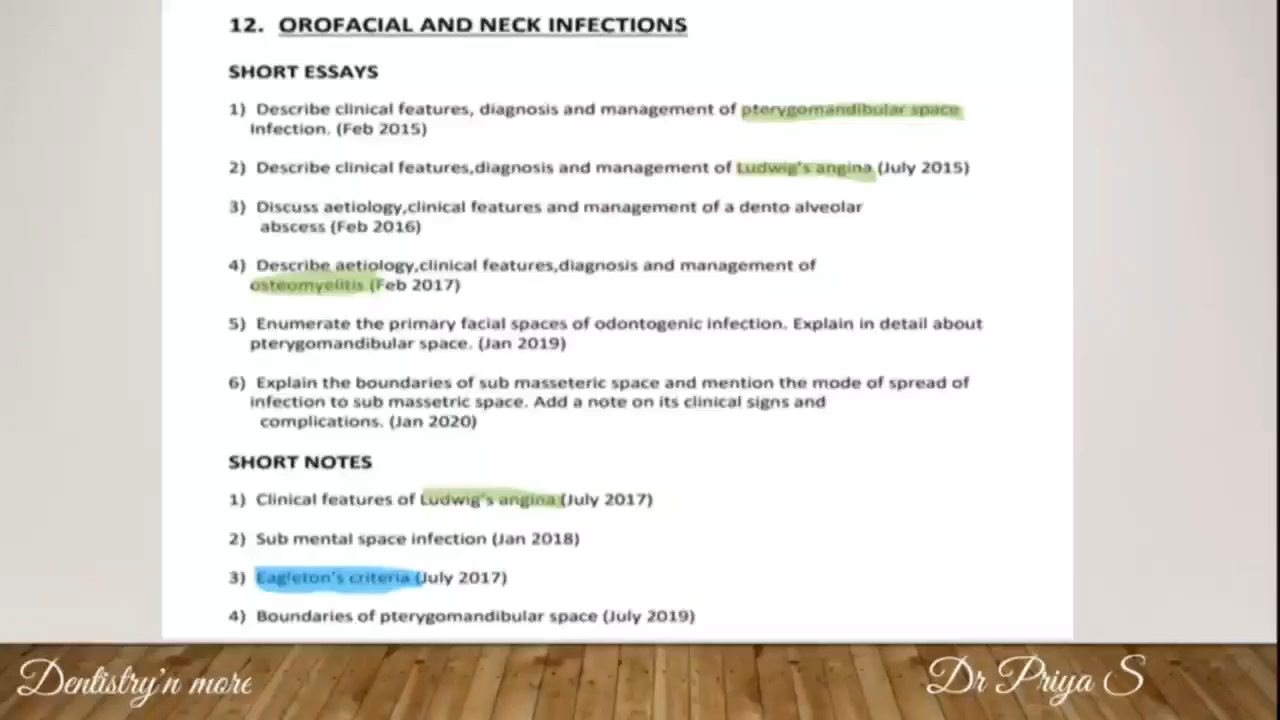 12. OROFACIAL AND NECK INFECTIONS
SHORT ESSAYS
1) Describe clinical features, diagnosis and management of pterygomandibular space
Infection. (Feb 2015)
2) Describe clinical features,diagnosis and management of Ludwig's angina (July 2015)
3) Discuss aetiology,clinical features and management of a dento alveolar
abscess (Feb 2016)
4) Describe aetiology,clinical features,diagnosis and management of
osteomyelitis (Feb 2017)
5) Enumerate the primary facial spaces of odontogenic infection. Explain in detail about
pterygomandibular space. (Jan 2019)
6) Explain the boundaries of sub masseteric space and mention the mode of spread of
infection to sub massetric space. Add a note on its clinical signs and
complications. (Jan 2020)
SHORT NOTES
1) Clinical features of Ludwig's angina (July 2017)
2) Sub mental space infection (Jan 2018)
3) Eagleton's criteria (July 2017)
4) Boundaries of pterygomandibular space (July 2019)
Dentistry'n more
Dr Priya S